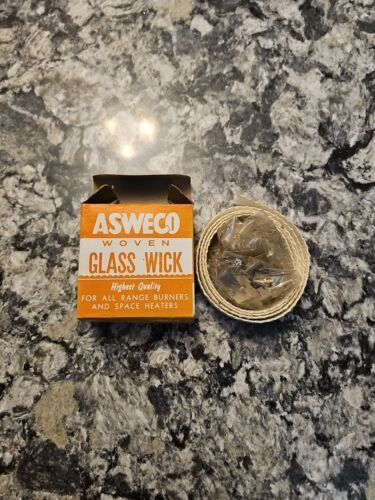 ASWECO
WOVEN
GLASS WICK
Highest Quality
FOR ALL RANGE BURNERS
AND SPACE HEATERS